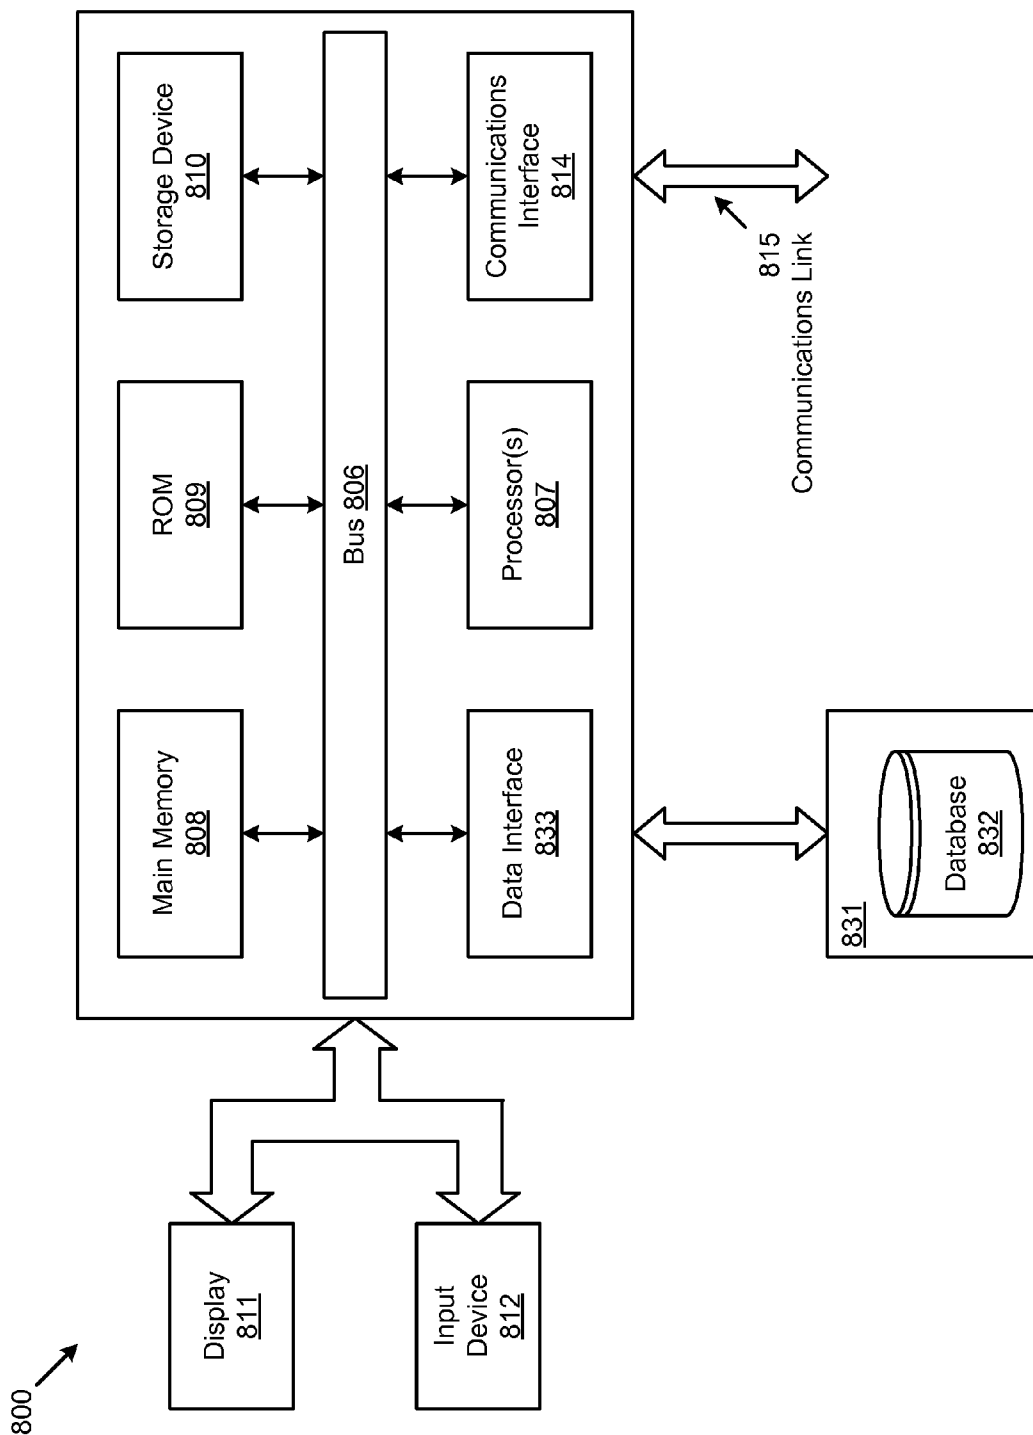 800
Display
811
Input
Device
812
Main Memory
808
ROM
809
Storage Device
810
Bus 806
Data Interface
833
Processor(s)
807
Communications
Interface
814
815
Communications Link
831
Database
832